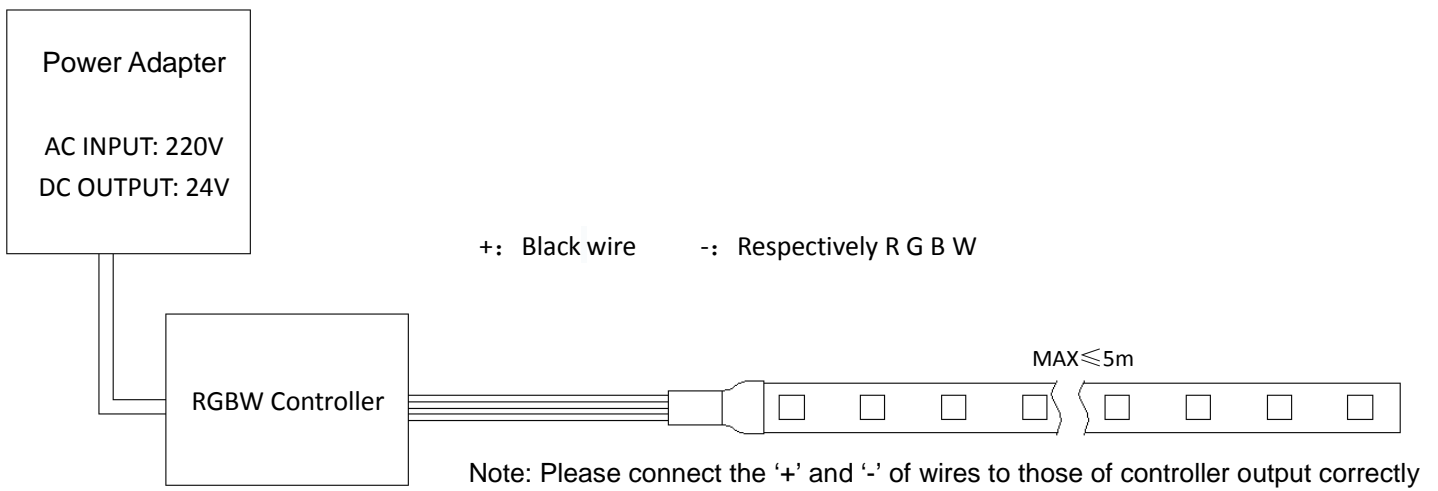 Power Adapter
AC INPUT: 220V
DC OUTPUT: 24V
+：Black wire -：Respectively R G B W
MAX≦5m
RGBW Controller
Note: Please connect the ‘+’ and ‘-’ of wires to those of controller output correctly